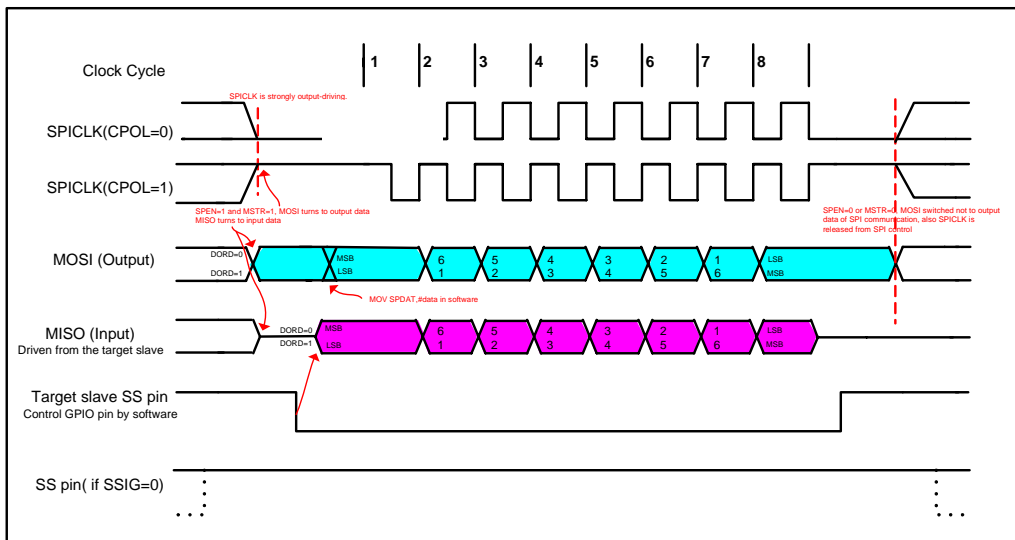 Clock Cycle
1 2 3 4 5 6 7 8
SPICLK is strongly output-driving.
SPICLK(CPOL=0)
SPICLK(CPOL=1)
SPEN=1 and MSTR=1, MOSI turns to output data
MISO turns to input data
SPEN=0 or MSTR=0, MOSI switched not to output
data of SPI communication, also SPICLK is
released from SPI control
MOSI (Output)
DORD=0 MSB 6 5 4 3 2 1 LSB
DORD=1 LSB 1 2 3 4 5 6 MSB
MOV SPDAT,#data in software
MISO (Input)
Driven from the target slave
DORD=0 MSB 6 5 4 3 2 1 LSB
DORD=1 LSB 1 2 3 4 5 6 MSB
Target slave SS pin
Control GPIO pin by software
SS pin( if SSIG=0)